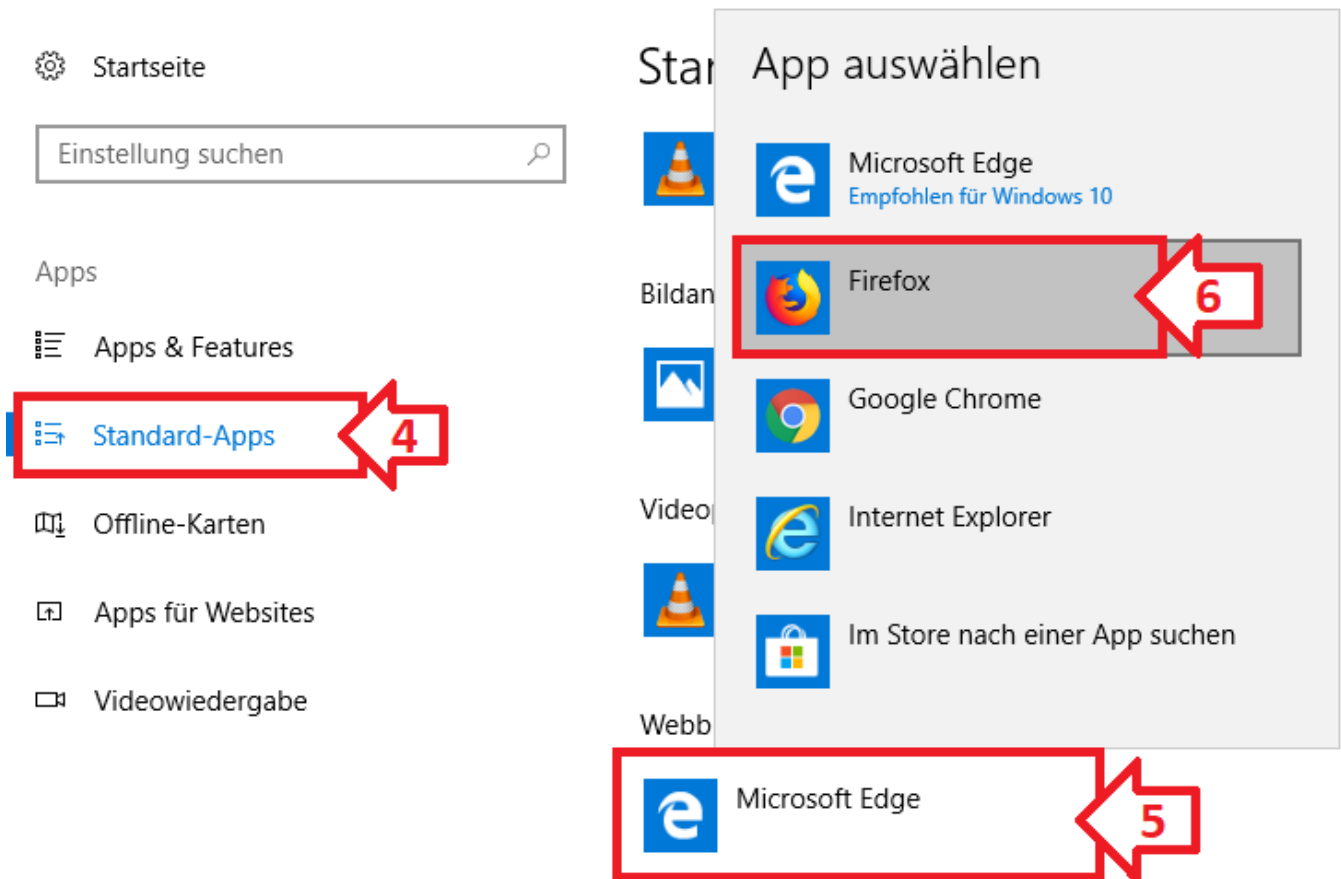 Startseite
Einstellung suchen
Apps
Apps & Features
Standard-Apps
4
Offline-Karten
Apps für Websites
Videowiedergabe
Star
Bildan
Video
Webb
Microsoft Edge
5
App auswählen
Microsoft Edge
Empfohlen für Windows 10
Firefox
6
Google Chrome
Internet Explorer
Im Store nach einer App suchen